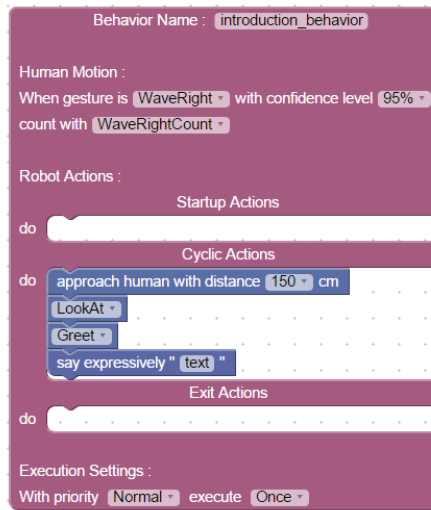 Behavior Name : introduction_behavior
Human Motion :
When gesture is WaveRight with confidence level 95%
count with WaveRightCount
Robot Actions :
Startup Actions
do
Cyclic Actions
do approach human with distance 150 cm
LookAt
Greet
say expressively " text "
Exit Actions
do
Execution Settings :
With priority Normal execute Once